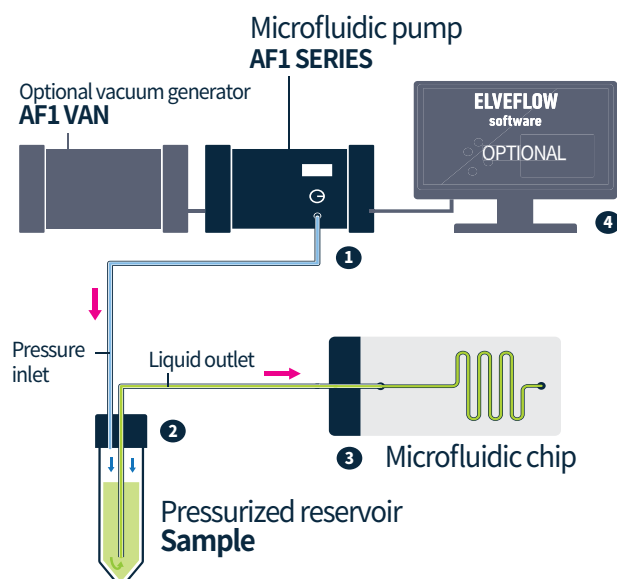 Microfluidic pump
AF1 SERIES
Optional vacuum generator
AF1 VAN
ELVEFLOW
software
OPTIONAL
4
1
Pressure
inlet
Liquid outlet
2
3
Microfluidic chip
Pressurized reservoir
Sample